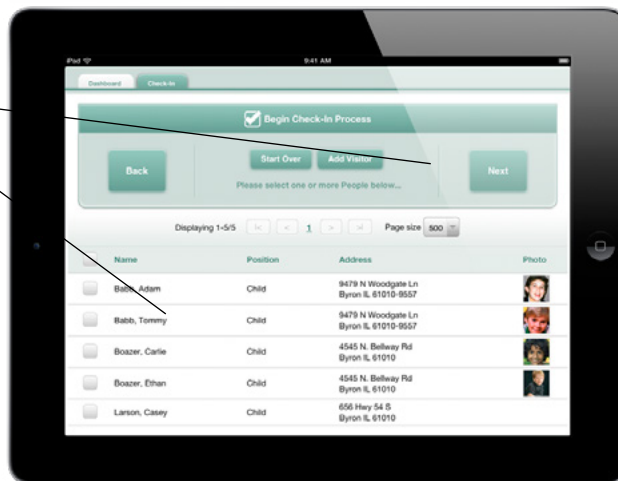 iPad
9:41 AM
Dashboard Check-In
Begin Check-In Process
Back
Start Over Add Visitor
Next
Please select one or more People below...
Displaying 1-5/5 1 Page size 500
Name Position Address Photo
Babb, Adam Child 9479 N Woodgate Ln
Byron IL 61010-9557
Babb, Tommy Child 9479 N Woodgate Ln
Byron IL 61010-9557
Boazer, Carlie Child 4545 N. Bellway Rd
Byron IL 61010
Boazer, Ethan Child 4545 N. Bellway Rd
Byron IL 61010
Larson, Casey Child 656 Hwy 54 S
Byron IL 61010